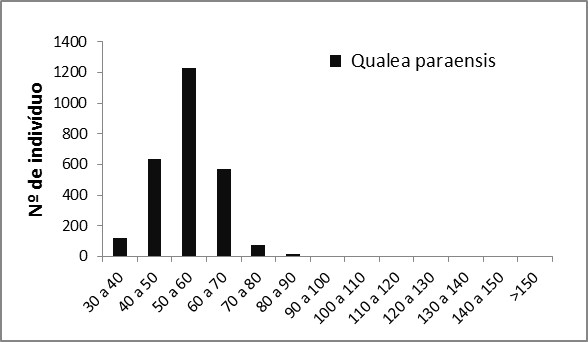 1400
1200
1000
800
600
400
200
0
Nº de indivíduo
Qualea paraensis
30 a 40
40 a 50
50 a 60
60 a 70
70 a 80
80 a 90
90 a 100
100 a 110
110 a 120
120 a 130
130 a 140
140 a 150
>150